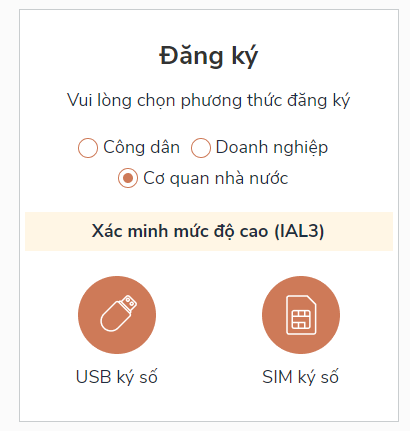 Đăng ký
Vui lòng chọn phương thức đăng ký
Công dân Doanh nghiệp
Cơ quan nhà nước
Xác minh mức độ cao (IAL3)
USB ký số SIM ký số